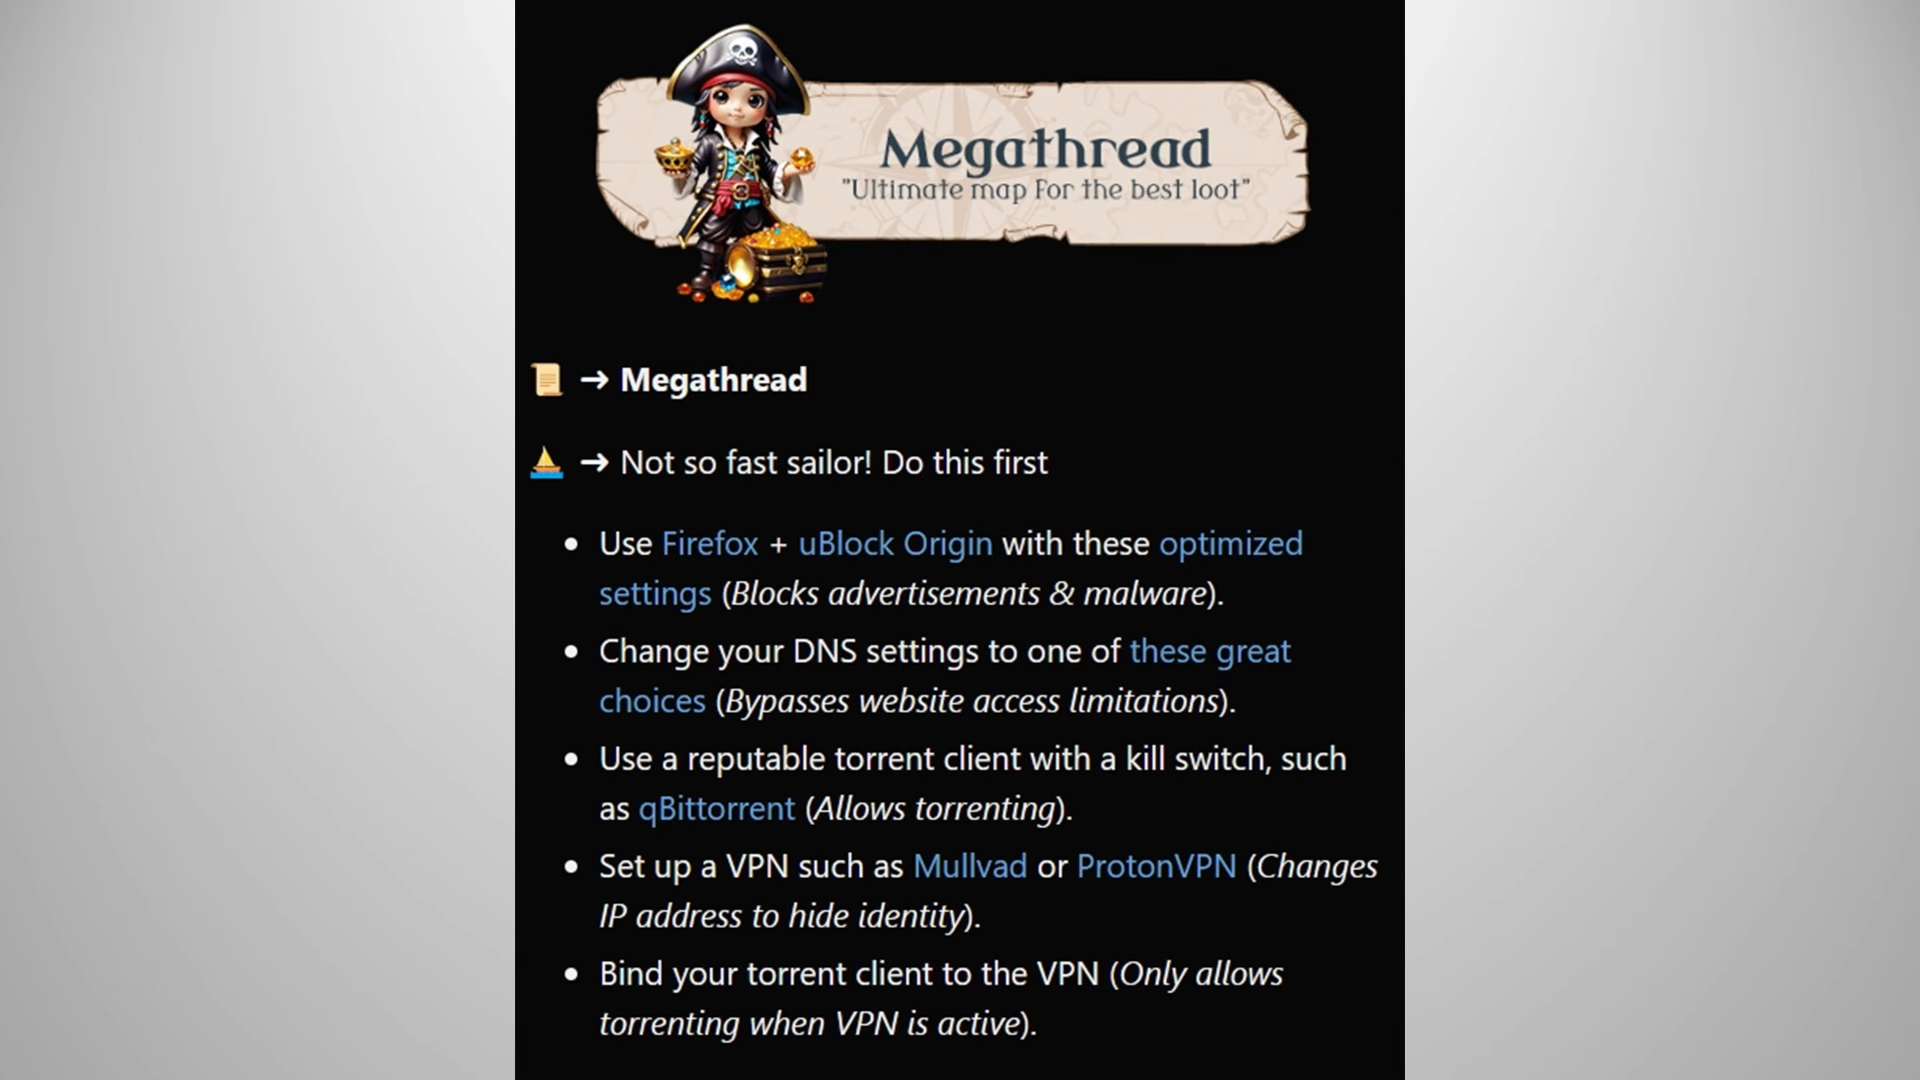 Megathread
"Ultimate map for the best loot"
📜 → Megathread
⛵ → Not so fast sailor! Do this first
• Use Firefox + uBlock Origin with these optimized
settings (Blocks advertisements & malware).
• Change your DNS settings to one of these great
choices (Bypasses website access limitations).
• Use a reputable torrent client with a kill switch, such
as qBittorrent (Allows torrenting).
• Set up a VPN such as Mullvad or ProtonVPN (Changes
IP address to hide identity).
• Bind your torrent client to the VPN (Only allows
torrenting when VPN is active).